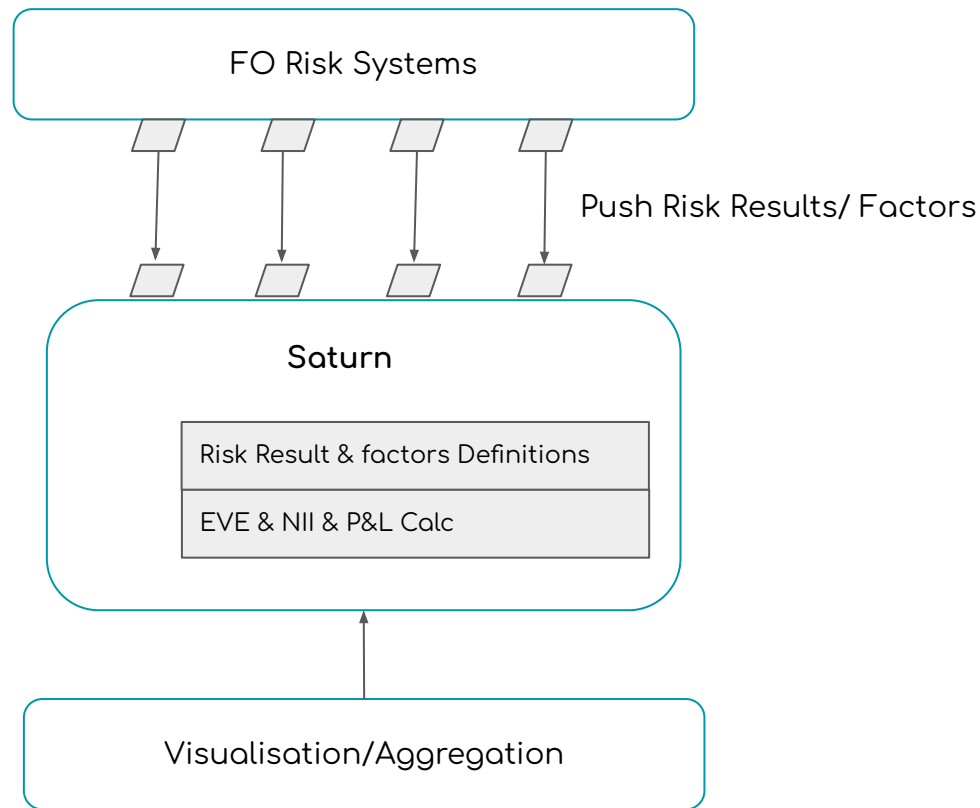 FO Risk Systems
Push Risk Results/ Factors
Saturn
Risk Result & factors Definitions
EVE & NII & P&L Calc
Visualisation/Aggregation